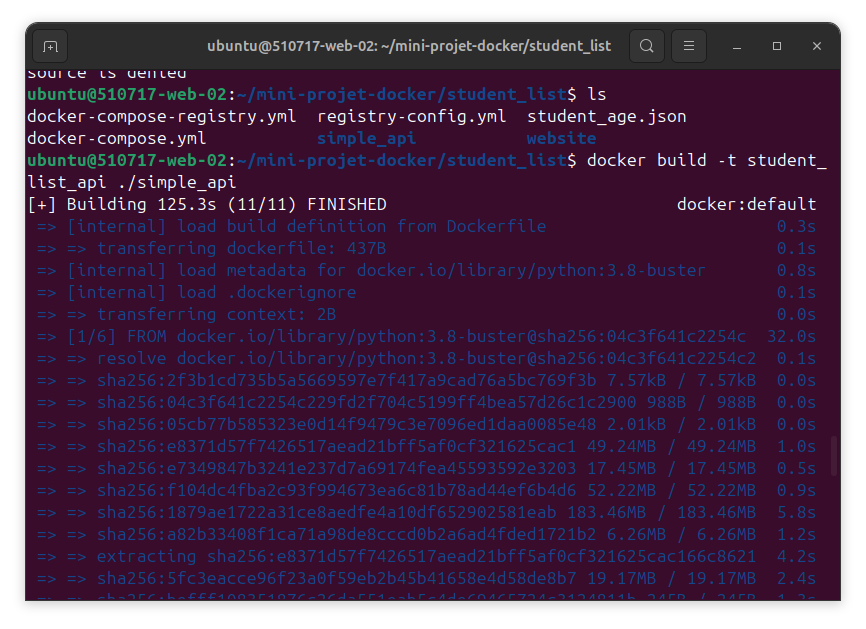 ubuntu@510717-web-02: ~/mini-projet-docker/student_list
source is denied
ubuntu@510717-web-02:~/mini-projet-docker/student_list$ ls
docker-compose-registry.yml  registry-config.yml  student_age.json
docker-compose.yml           simple_api           website
ubuntu@510717-web-02:~/mini-projet-docker/student_list$ docker build -t student_
list_api ./simple_api
[+] Building 125.3s (11/11) FINISHED                             docker:default
 => [internal] load build definition from Dockerfile                       0.3s
 => => transferring dockerfile: 437B                                       0.1s
 => [internal] load metadata for docker.io/library/python:3.8-buster       0.8s
 => [internal] load .dockerignore                                          0.1s
 => => transferring context: 2B                                            0.0s
 => [1/6] FROM docker.io/library/python:3.8-buster@sha256:04c3f641c2254c  32.0s
 => => resolve docker.io/library/python:3.8-buster@sha256:04c3f641c2254c2  0.1s
 => => sha256:2f3b1cd735b5a5669597e7f417a9cad76a5bc769f3b 7.57kB / 7.57kB  0.0s
 => => sha256:04c3f641c2254c229fd2f704c5199ff4bea57d26c1c2900 988B / 988B  0.0s
 => => sha256:05cb77b585323e0d14f9479c3e7096ed1daa0085e48 2.01kB / 2.01kB  0.0s
 => => sha256:e8371d57f7426517aead21bff5af0cf321625cac1 49.24MB / 49.24MB  1.0s
 => => sha256:e7349847b3241e237d7a69174fea45593592e3203 17.45MB / 17.45MB  0.5s
 => => sha256:f104dc4fba2c93f994673ea6c81b78ad44ef6b4d6 52.22MB / 52.22MB  0.9s
 => => sha256:1879ae1722a31ce8aedfe4a10df652902581eab 183.46MB / 183.46MB  5.8s
 => => sha256:a82b33408f1ca71a98de8cccd0b2a6ad4fded1721b2 6.26MB / 6.26MB  1.2s
 => => extracting sha256:e8371d57f7426517aead21bff5af0cf321625cac166c8621  4.2s
 => => sha256:5fc3eacce96f23a0f59eb2b45b41658e4d58de8b7 19.17MB / 19.17MB  2.4s